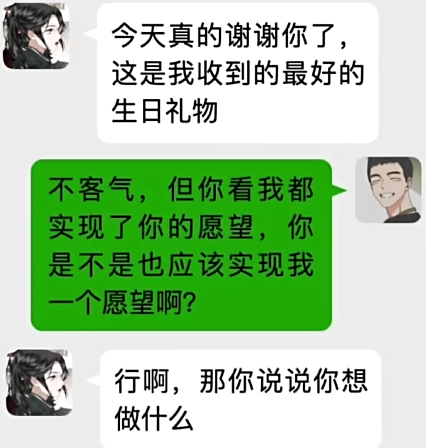 今天真的谢谢你了，
这是我收到的最好的
生日礼物
不客气，但你看我都
实现了你的愿望，你
是不是也应该实现我
一个愿望啊？
行啊，那你说说你想
做什么